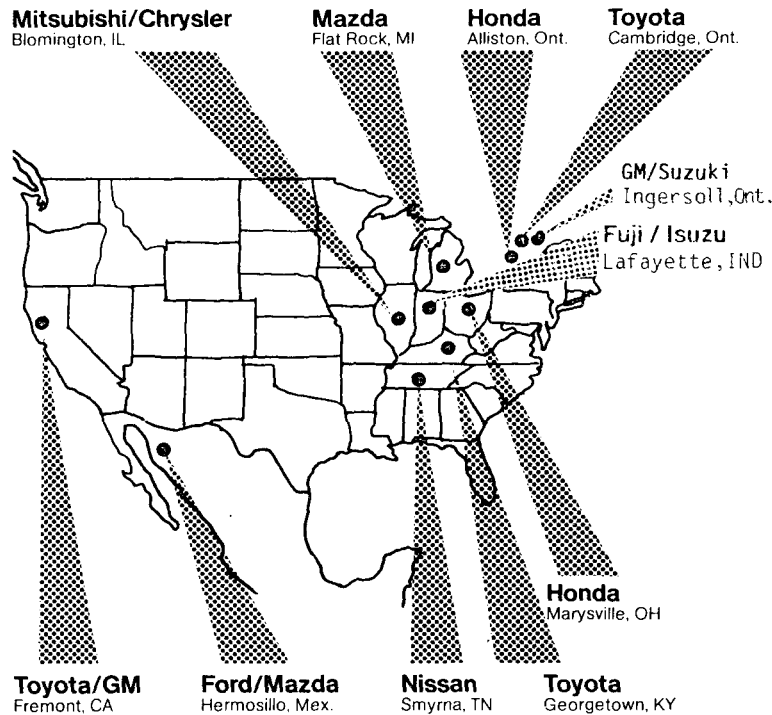 Mitsubishi/Chrysler
Blomington, IL
Mazda
Flat Rock, MI
Honda
Alliston, Ont.
Toyota
Cambridge, Ont.
GM/Suzuki
Ingersoll,Ont.
Fuji / Isuzu
Lafayette,IND
Honda
Marysville, OH
Toyota/GM
Fremont, CA
Ford/Mazda
Hermosillo, Mex.
Nissan
Smyrna, TN
Toyota
Georgetown, KY